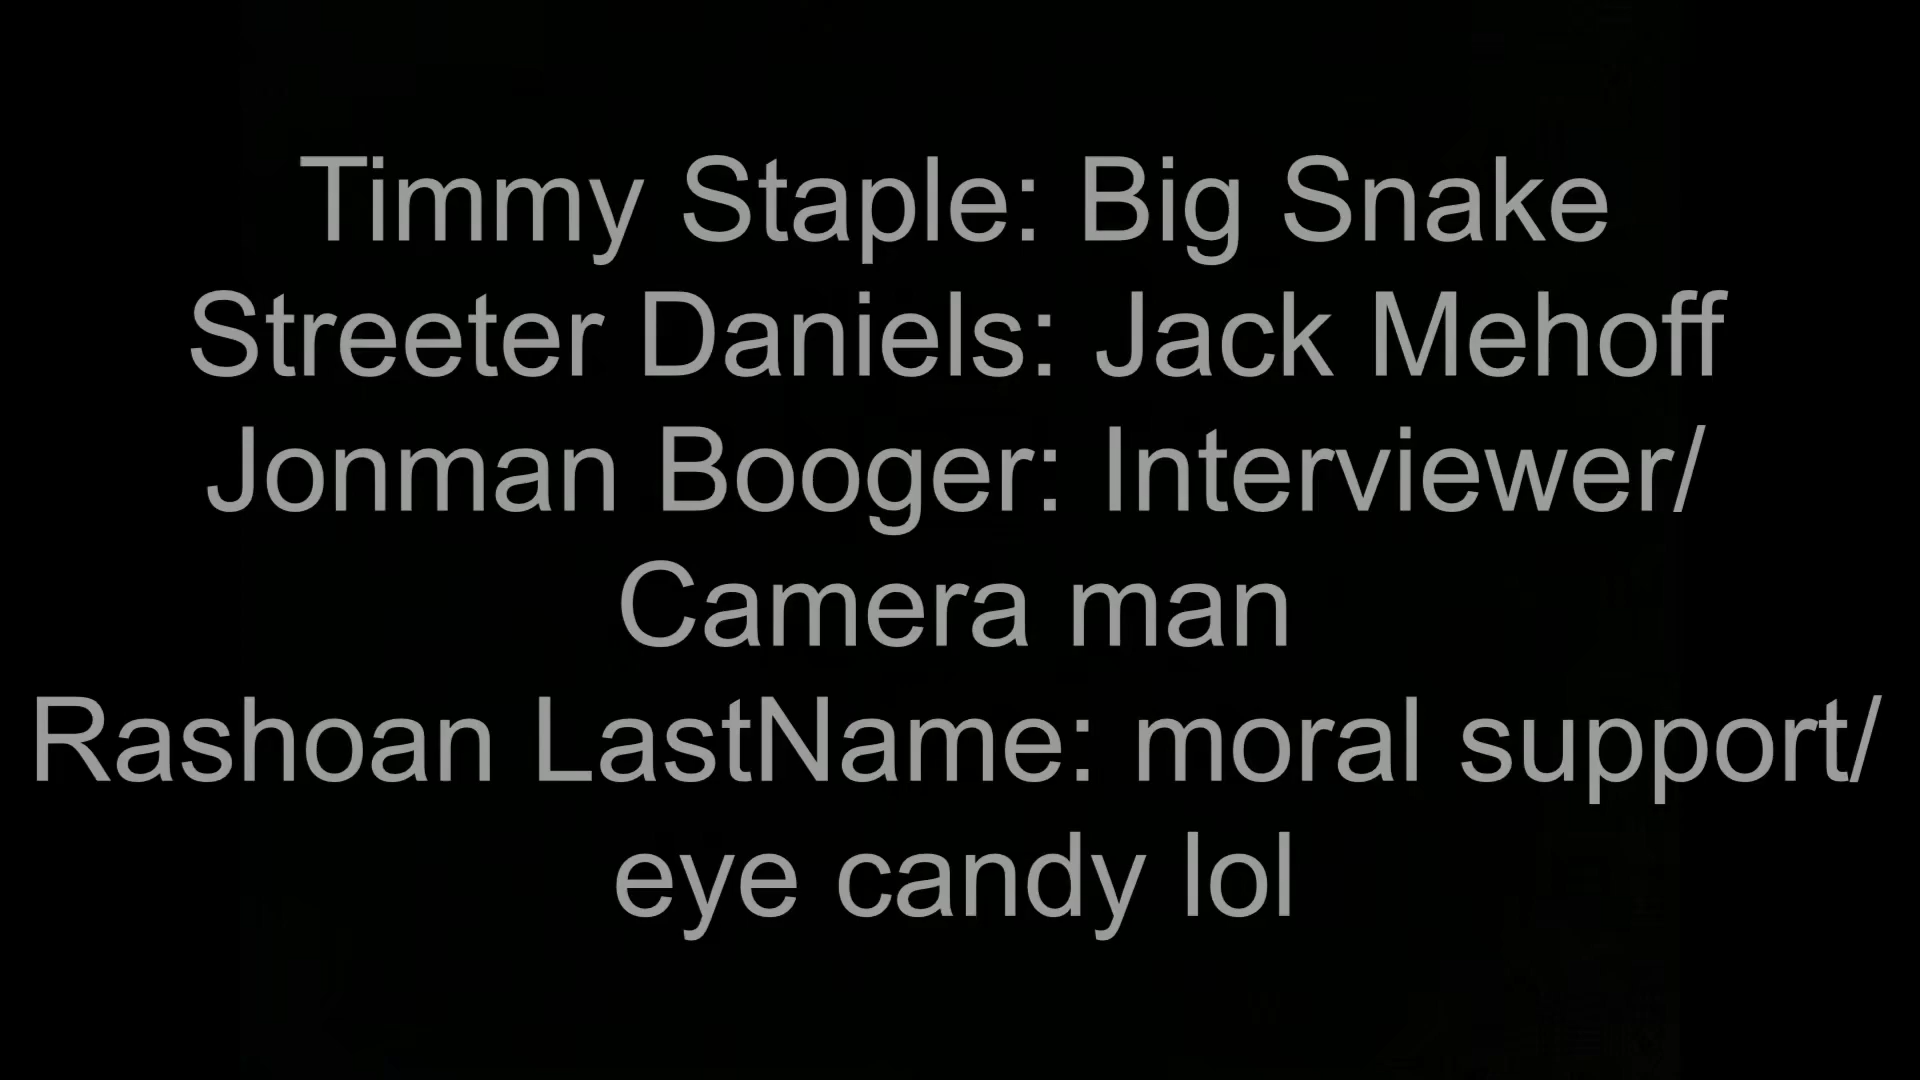 Timmy Staple: Big Snake
Streeter Daniels: Jack Mehoff
Jonman Booger: Interviewer/
Camera man
Rashoan LastName: moral support/
eye candy lol